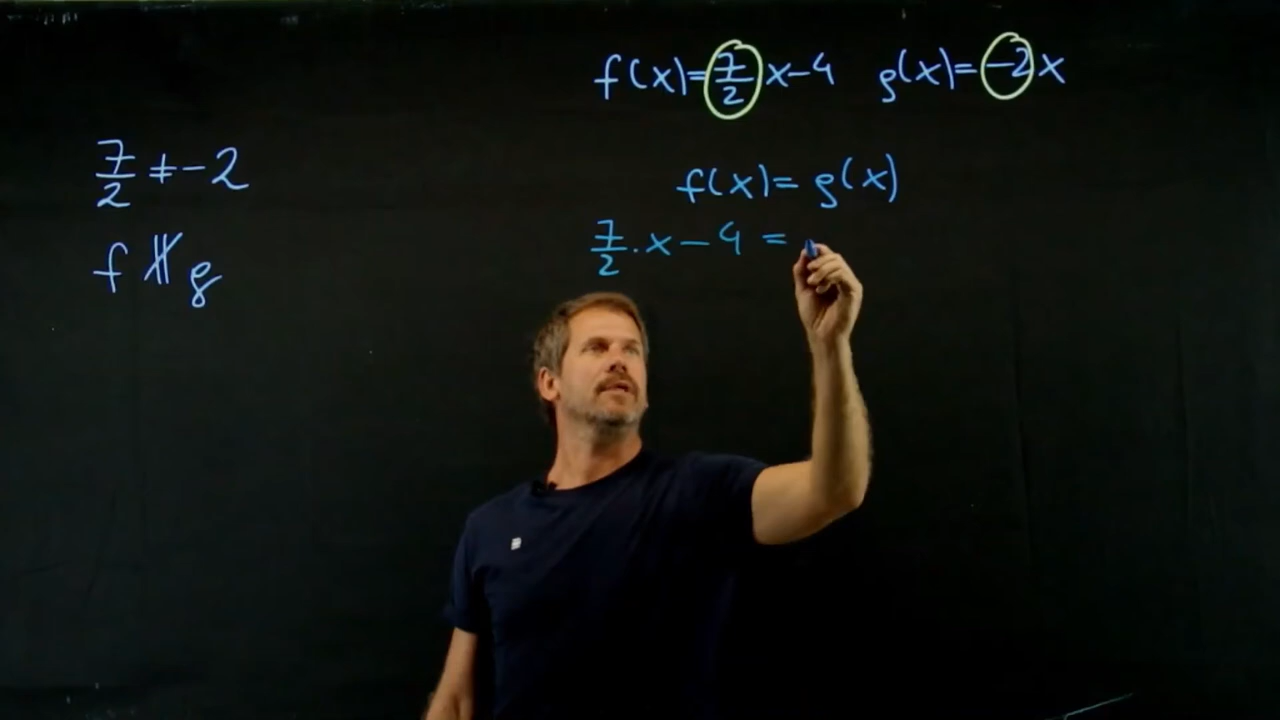 f(x)=7/2 x-4 g(x)=-2x
7/2 ≠ -2
f ∦ g
f(x)= g(x)
7/2 · x - 4 =